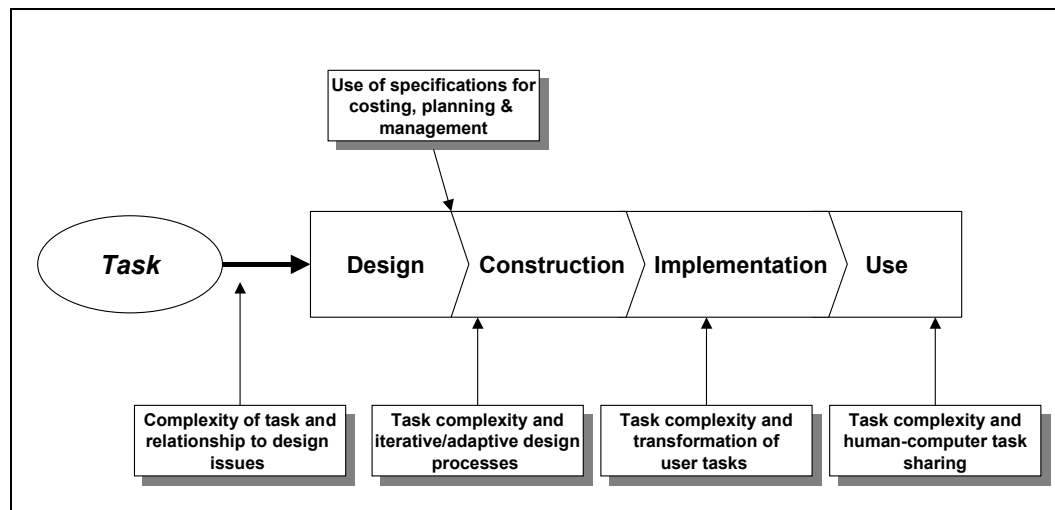 Use of specifications for
costing, planning &
management
Task
Design
Construction
Implementation
Use
Complexity of task and
relationship to design
issues
Task complexity and
iterative/adaptive design
processes
Task complexity and
transformation of
user tasks
Task complexity and
human-computer task
sharing